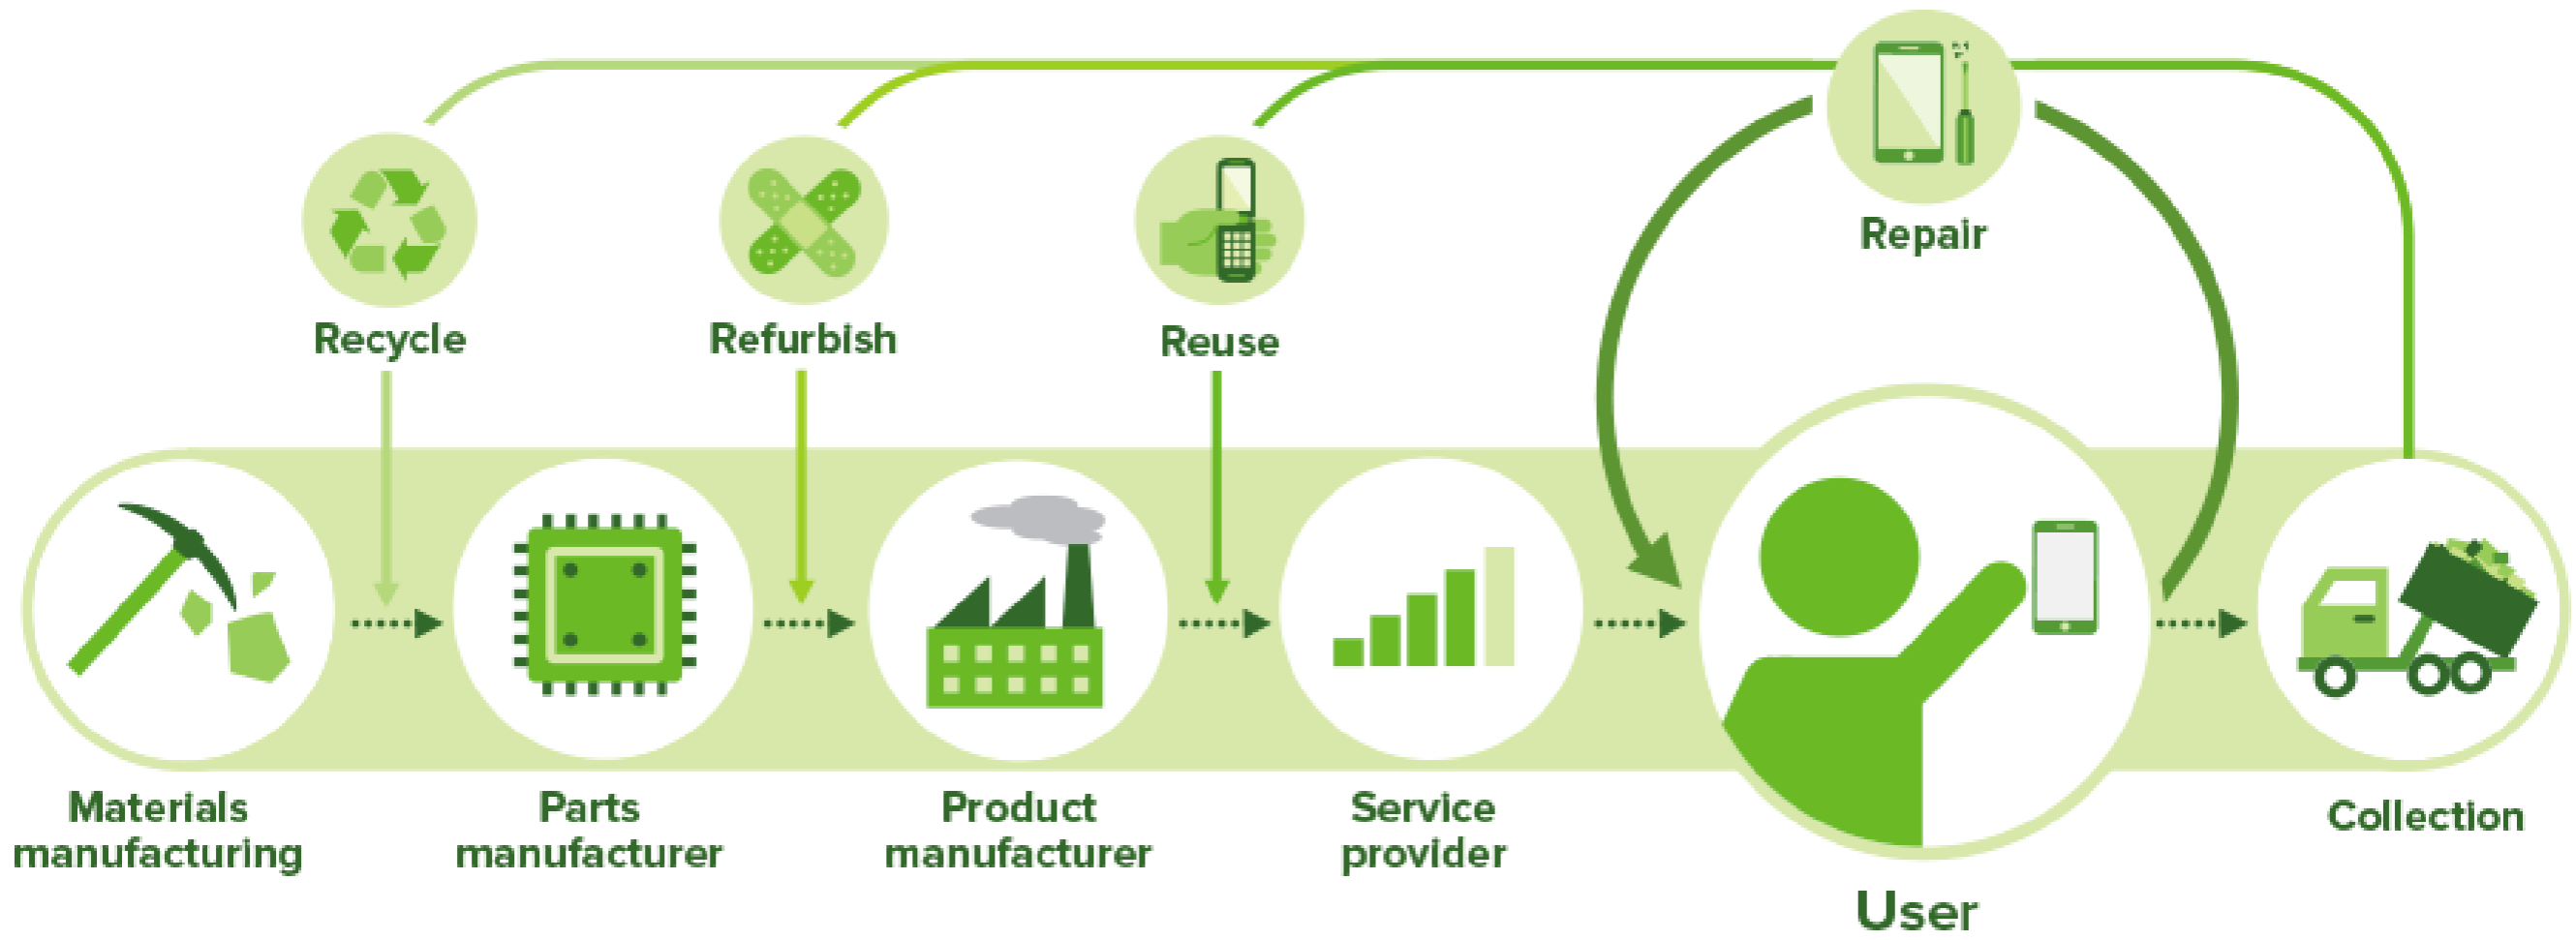 Repair
Recycle
Refurbish
Reuse
Materials
manufacturing
Parts
manufacturer
Product
manufacturer
Service
provider
User
Collection